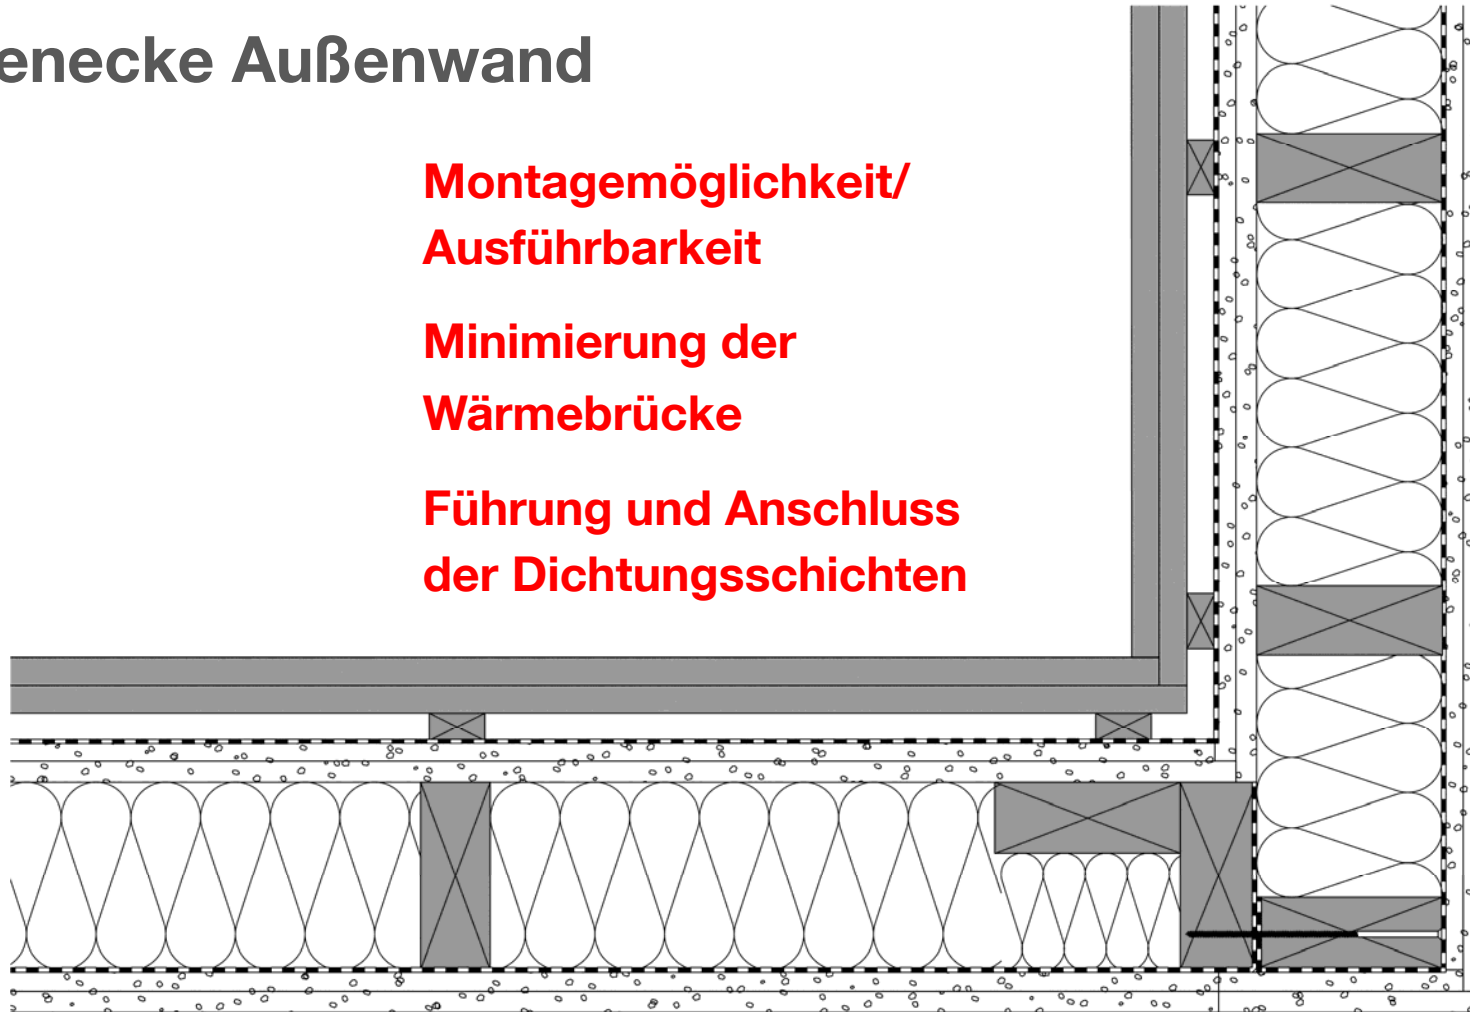 enecke Außenwand
Montagemöglichkeit/
Ausführbarkeit
Minimierung der
Wärmebrücke
Führung und Anschluss
der Dichtungsschichten